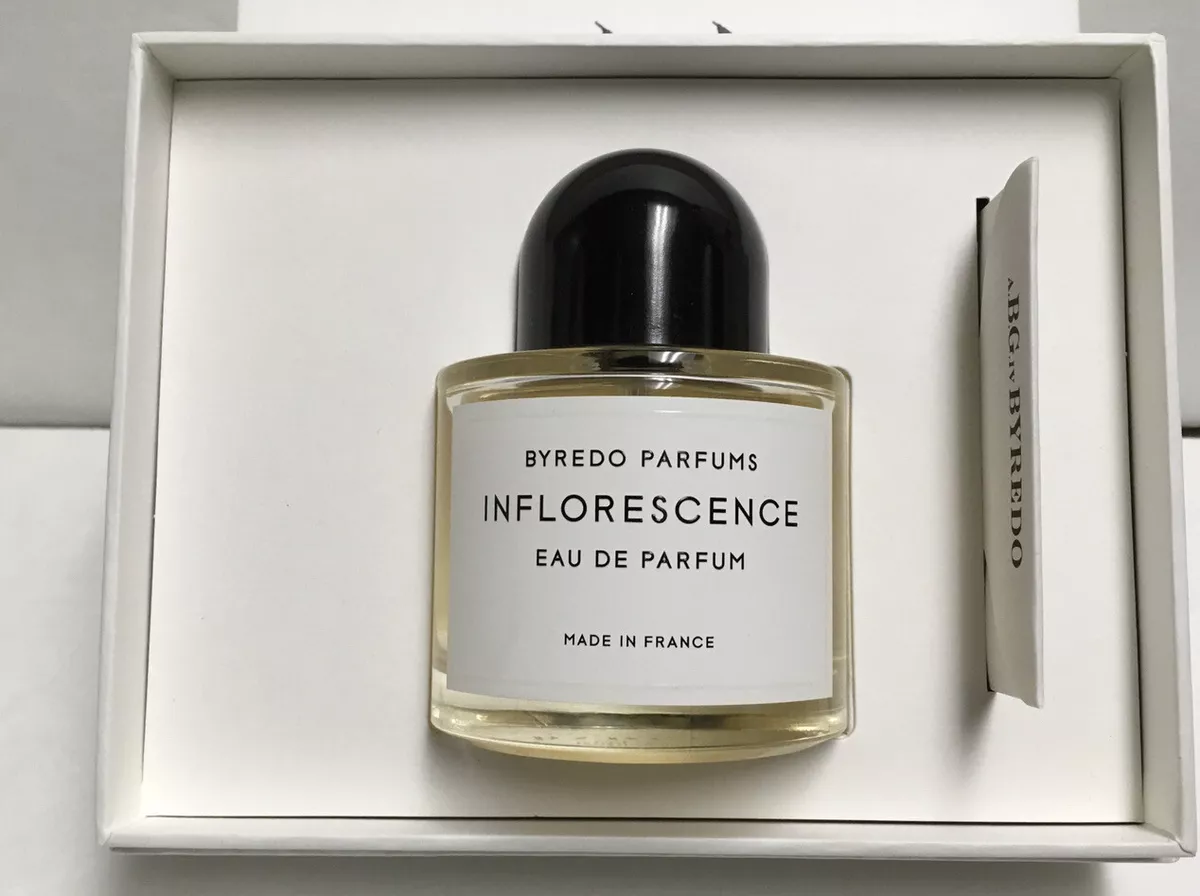 BYREDO PARFUMS
INFLORESCENCE
EAU DE PARFUM
MADE IN FRANCE
BYREDO